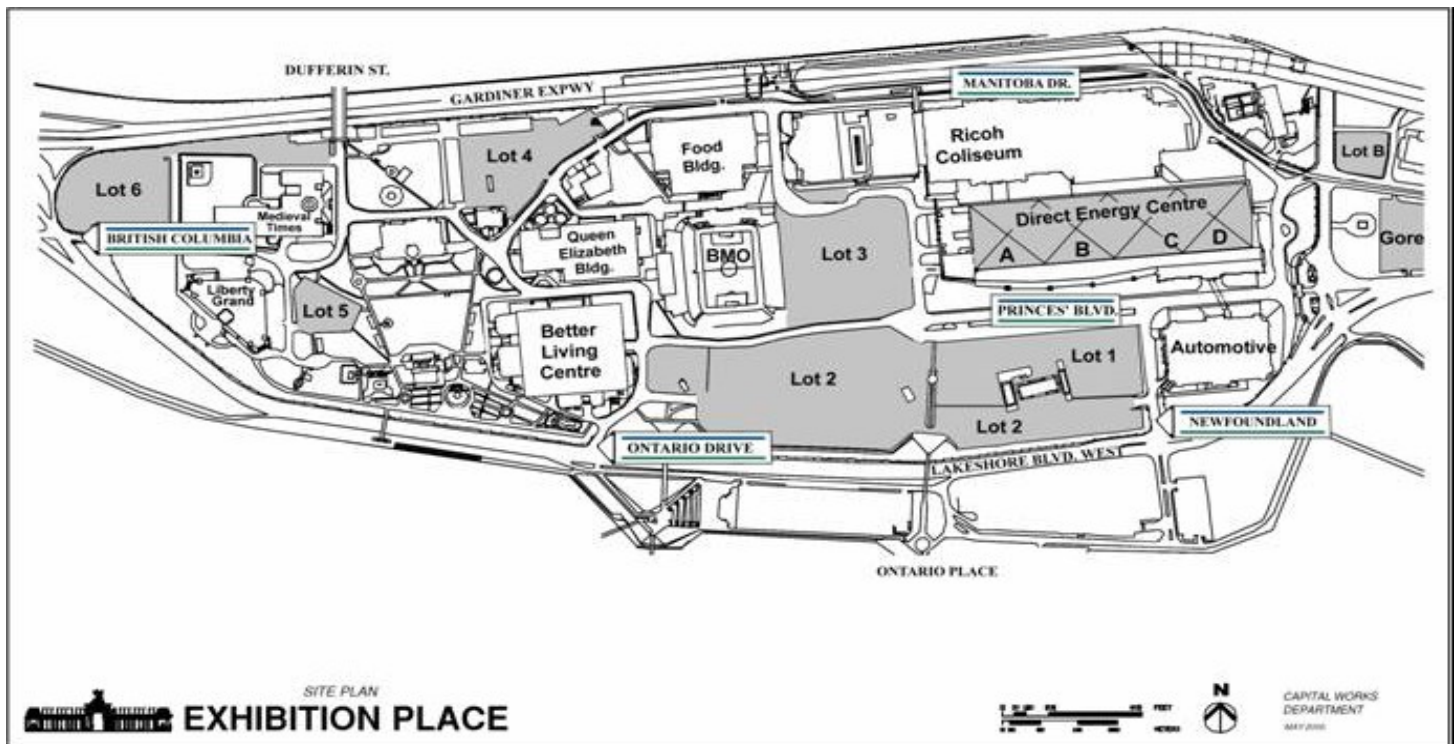 DUFFERIN ST.
GARDINER EXPWY
MANITOBA DR.
Lot 4
Food
Bldg.
Ricoh
Coliseum
Lot B
Lot 6
Medieval
Times
BRITISH COLUMBIA
Queen
Elizabeth
Bldg.
BMO
Lot 3
Direct Energy Centre
A
B
C
D
Gore
Liberty
Grand
Lot 5
PRINCES' BLVD.
Better
Living
Centre
Lot 2
Lot 1
Automotive
Lot 2
NEWFOUNDLAND
ONTARIO DRIVE
LAKESHORE BLVD. WEST
ONTARIO PLACE
SITE PLAN
EXHIBITION PLACE
FEET
METERS
N
CAPITAL WORKS
DEPARTMENT